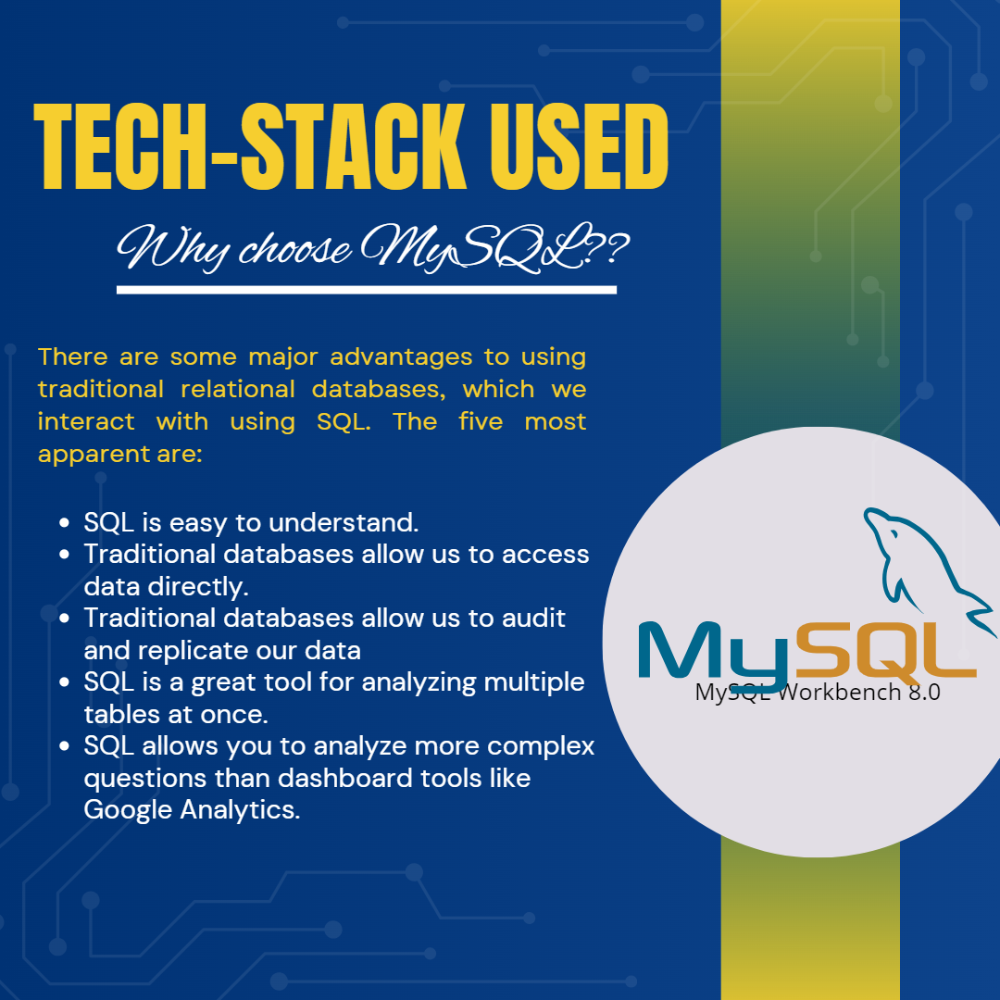 TECH-STACK USED
Why choose MySQL??
There are some major advantages to using
traditional relational databases, which we
interact with using SQL. The five most
apparent are:
SQL is easy to understand.
Traditional databases allow us to access
data directly.
Traditional databases allow us to audit
and replicate our data
SQL is a great tool for analyzing multiple
tables at once.
SQL allows you to analyze more complex
questions than dashboard tools like
Google Analytics.
MySQL
MySQL Workbench 8.0